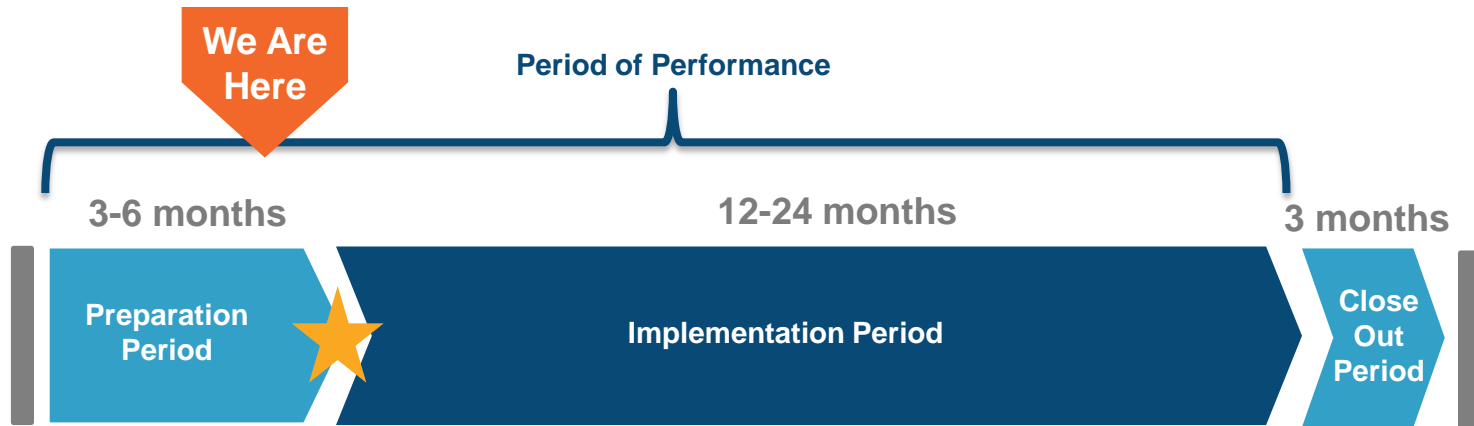 We Are
Here
Period of Performance
3-6 months
12-24 months
3 months
Preparation
Period
Implementation Period
Close
Out
Period